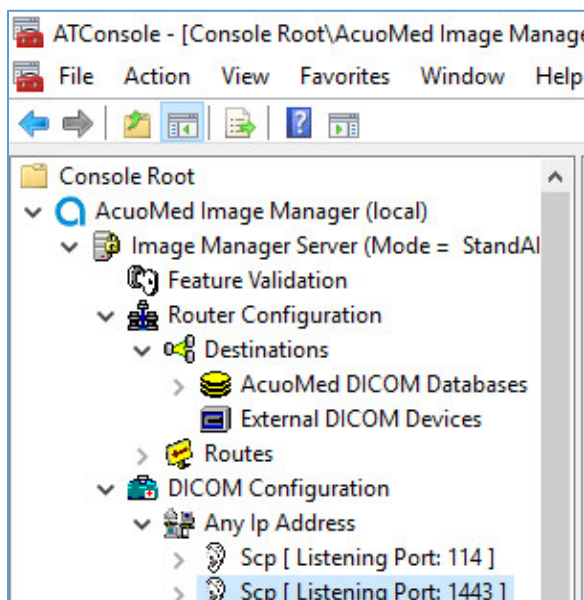 ATConsole - [Console Root\AcuoMed Image Manage
File Action View Favorites Window Help
Console Root
AcuoMed Image Manager (local)
Image Manager Server (Mode = StandAl
Feature Validation
Router Configuration
Destinations
AcuoMed DICOM Databases
External DICOM Devices
Routes
DICOM Configuration
Any Ip Address
Scp [ Listening Port: 114 ]
Scp [ Listening Port: 1443 ]